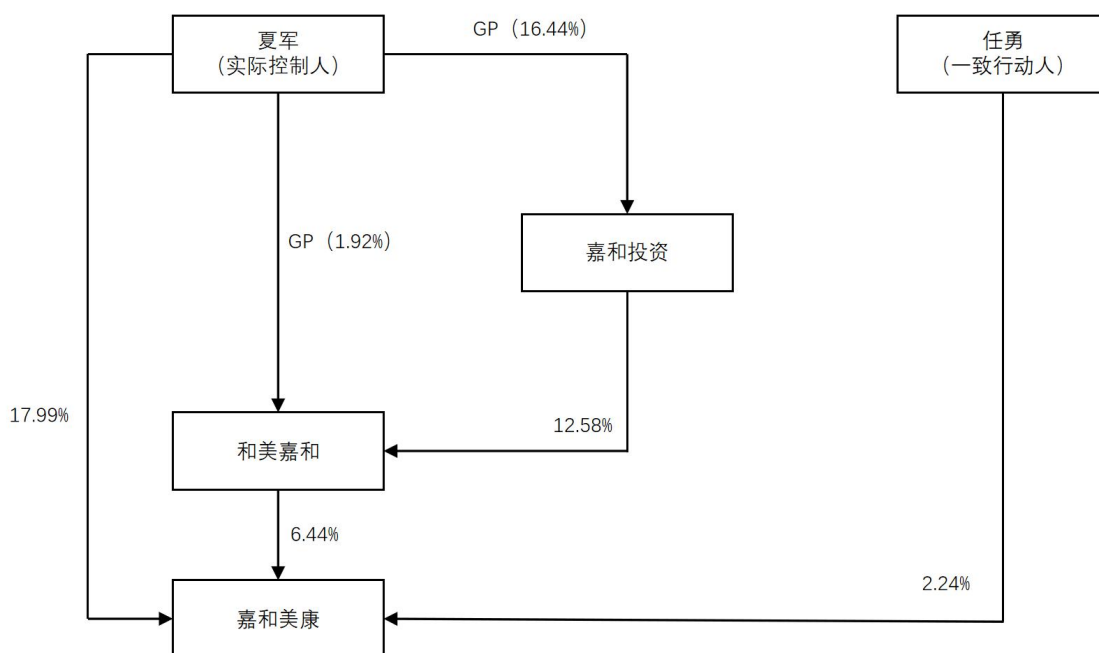 夏军
（实际控制人）
GP（16.44%）
任勇
（一致行动人）
GP（1.92%）
嘉和投资
17.99%
12.58%
和美嘉和
6.44%
2.24%
嘉和美康